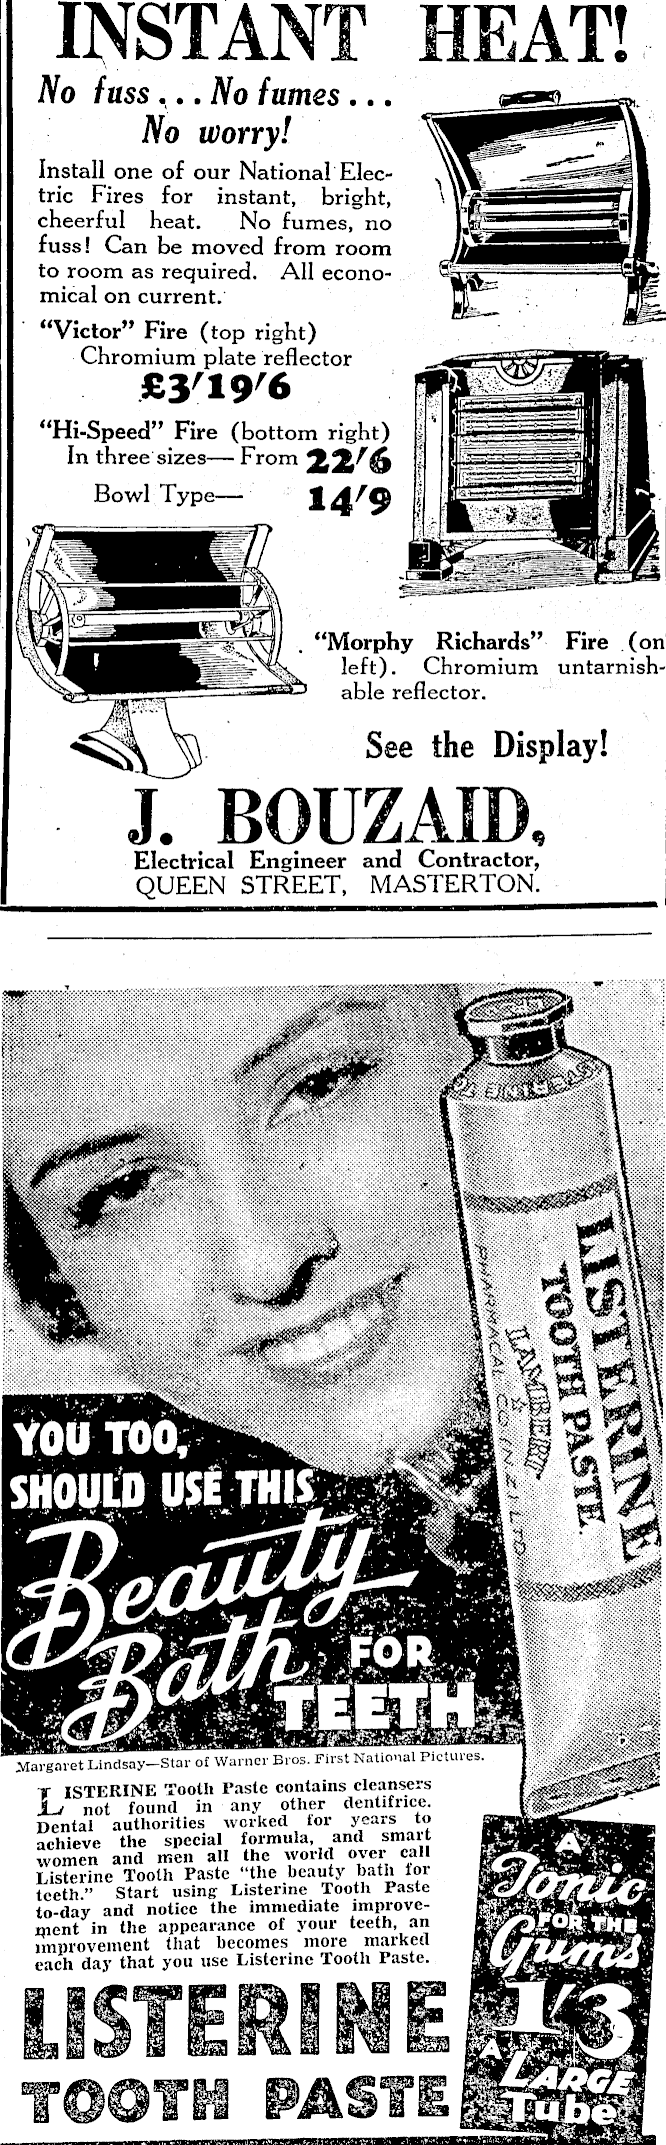 INSTANT HEAT!
No fuss... No fumes...
No worry!
Install one of our National Elec-
tric Fires for instant, bright,
cheerful heat. No fumes, no
fuss! Can be moved from room
to room as required. All econo-
mical on current.
"Victor" Fire (top right)
Chromium plate reflector
£3'19'6
"Hi-Speed" Fire (bottom right)
In three sizes— From 22'6
Bowl Type— 14'9
"Morphy Richards" Fire (on
left). Chromium untarnish-
able reflector.
See the Display!
J. BOUZAID,
Electrical Engineer and Contractor,
QUEEN STREET, MASTERTON.
LISTERINE
TOOTH PASTE
LAMBERT
PHARMACAL CO. (N.Z.) LTD.
YOU TOO,
SHOULD USE THIS
Beauty
Bath FOR
TEETH
Margaret Lindsay—Star of Warner Bros. First National Pictures.
LISTERINE Tooth Paste contains cleansers
not found in any other dentifrice.
Dental authorities worked for years to
achieve the special formula, and smart
women and men all the world over call
Listerine Tooth Paste "the beauty bath for
teeth." Start using Listerine Tooth Paste
to-day and notice the immediate improve-
ment in the appearance of your teeth, an
improvement that becomes more marked
each day that you use Listerine Tooth Paste.
LISTERINE
TOOTH PASTE
A
Tonic
FOR THE
Gums
1'3
A LARGE
Tube